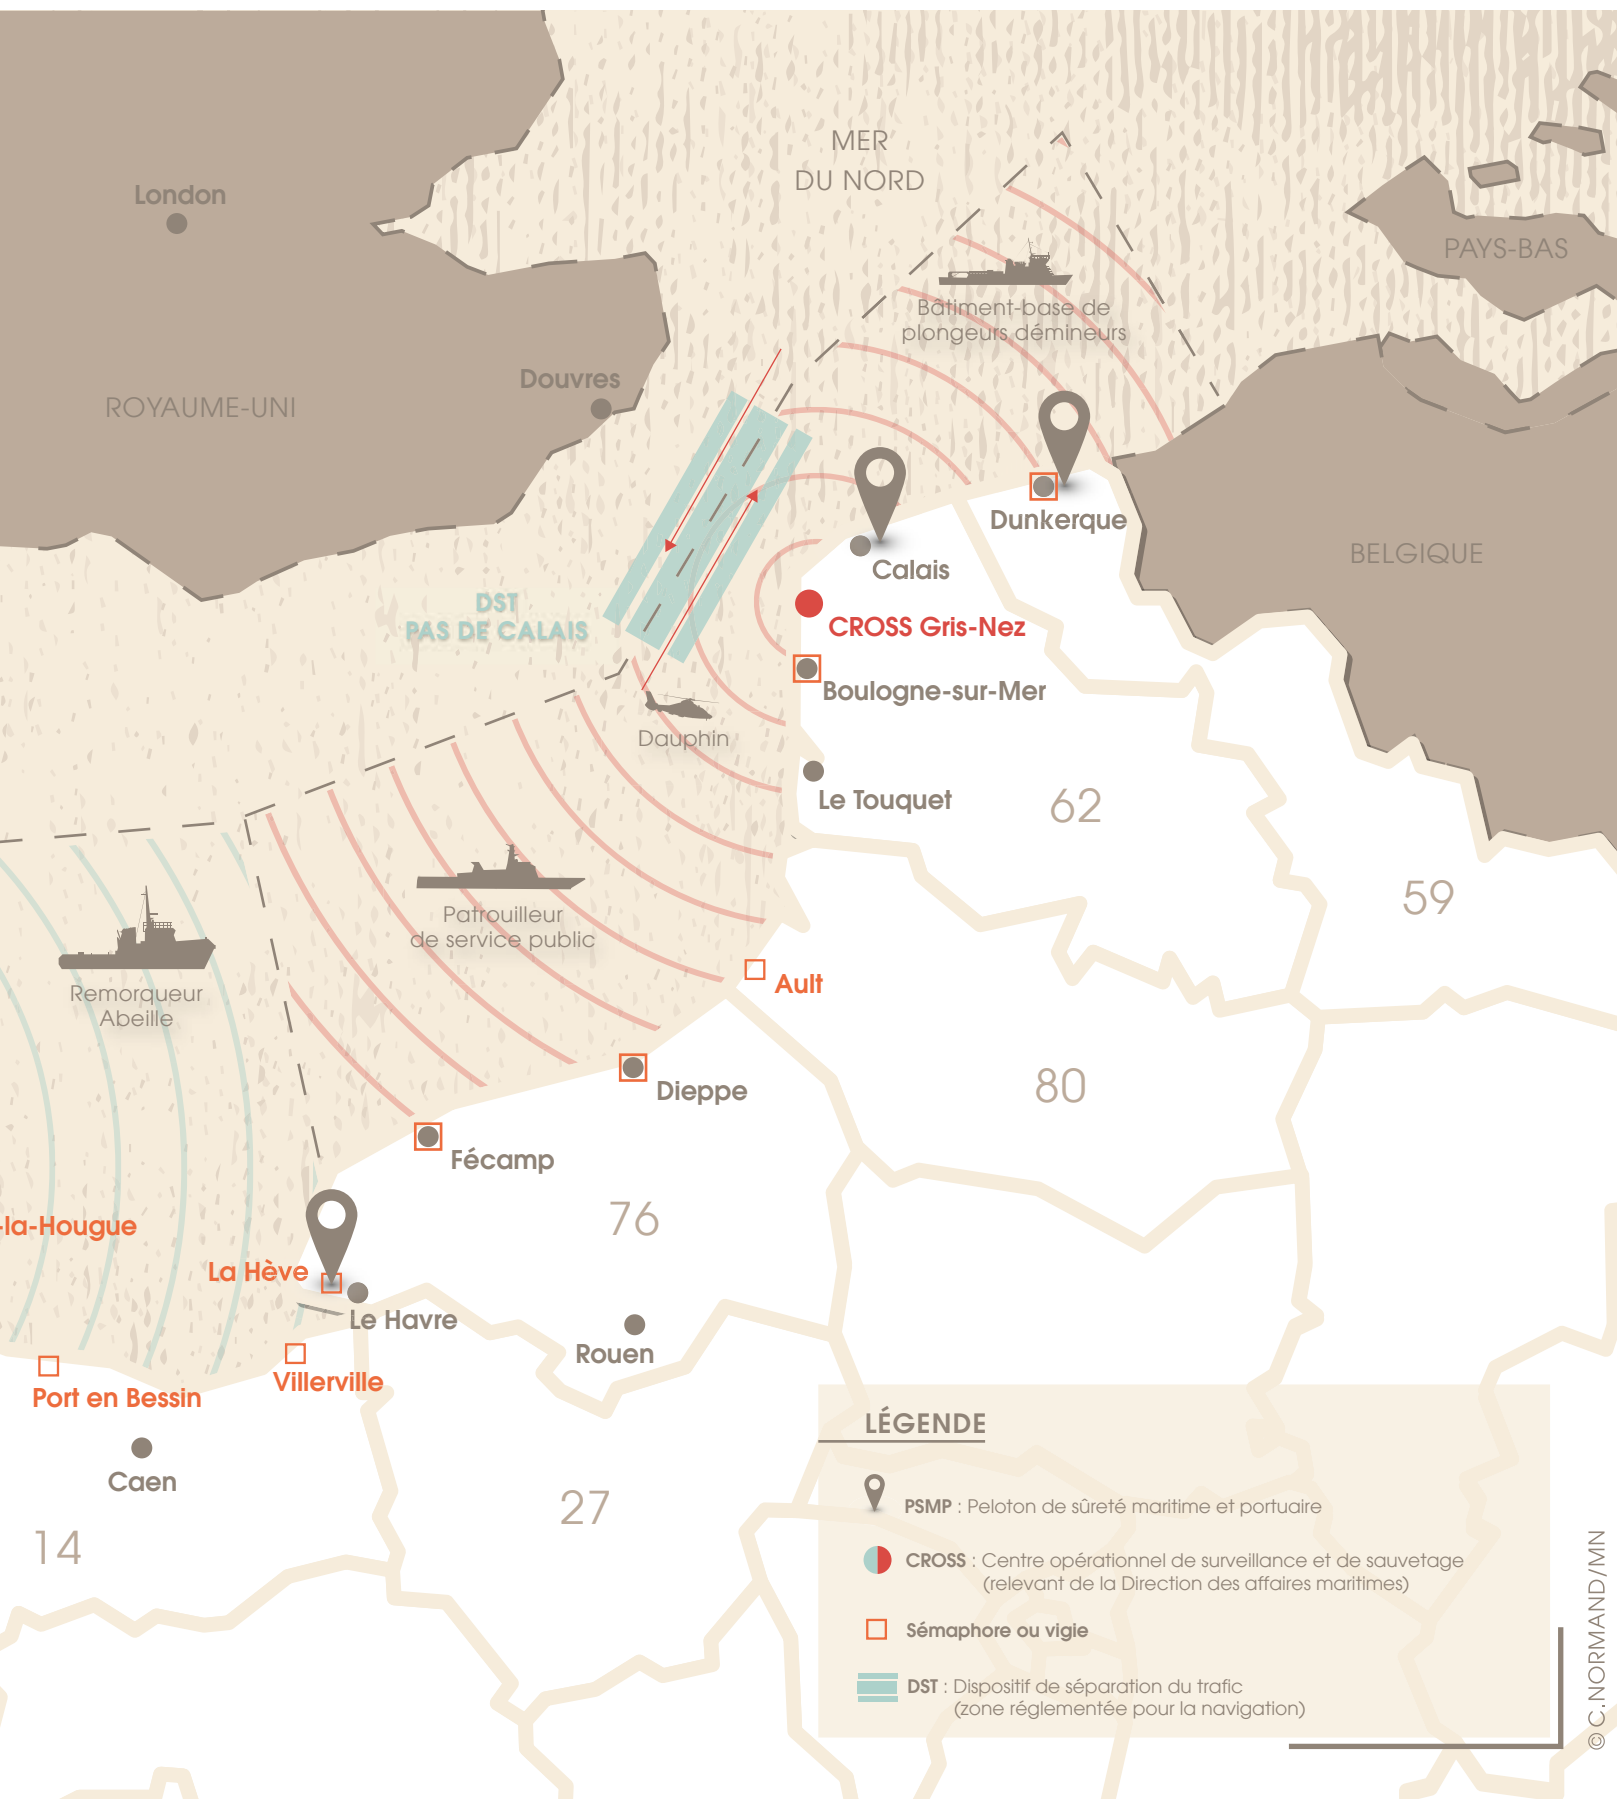 MER
DU NORD
London
PAYS-BAS
Bâtiment-base de
plongeurs démineurs
Douvres
ROYAUME-UNI
Dunkerque
BELGIQUE
Calais
DST
PAS DE CALAIS
CROSS Gris-Nez
Boulogne-sur-Mer
Dauphin
Le Touquet
62
59
Patrouilleur
de service public
Remorqueur
Abeille
Ault
80
Dieppe
Fécamp
76
-la-Hougue
La Hève
Le Havre
Rouen
Villerville
Port en Bessin
Caen
27
14
LÉGENDE
PSMP : Peloton de sûreté maritime et portuaire
CROSS : Centre opérationnel de surveillance et de sauvetage
(relevant de la Direction des affaires maritimes)
Sémaphore ou vigie
DST : Dispositif de séparation du trafic
(zone réglementée pour la navigation)
© C.NORMAND/MN